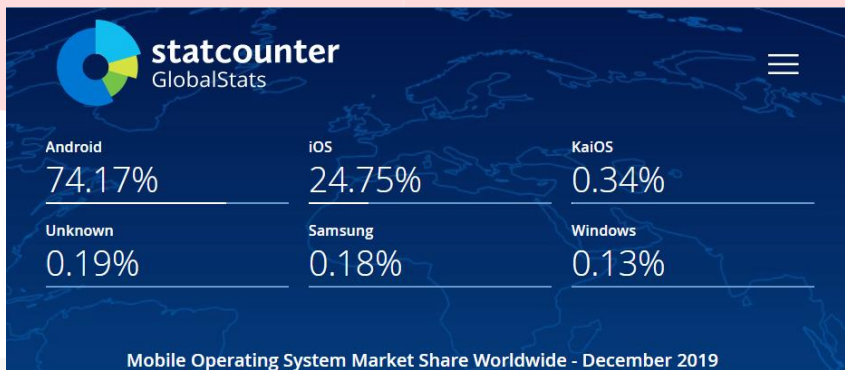 statcounter
GlobalStats
Android iOS KaiOS
74.17% 24.75% 0.34%
Unknown Samsung Windows
0.19% 0.18% 0.13%
Mobile Operating System Market Share Worldwide - December 2019